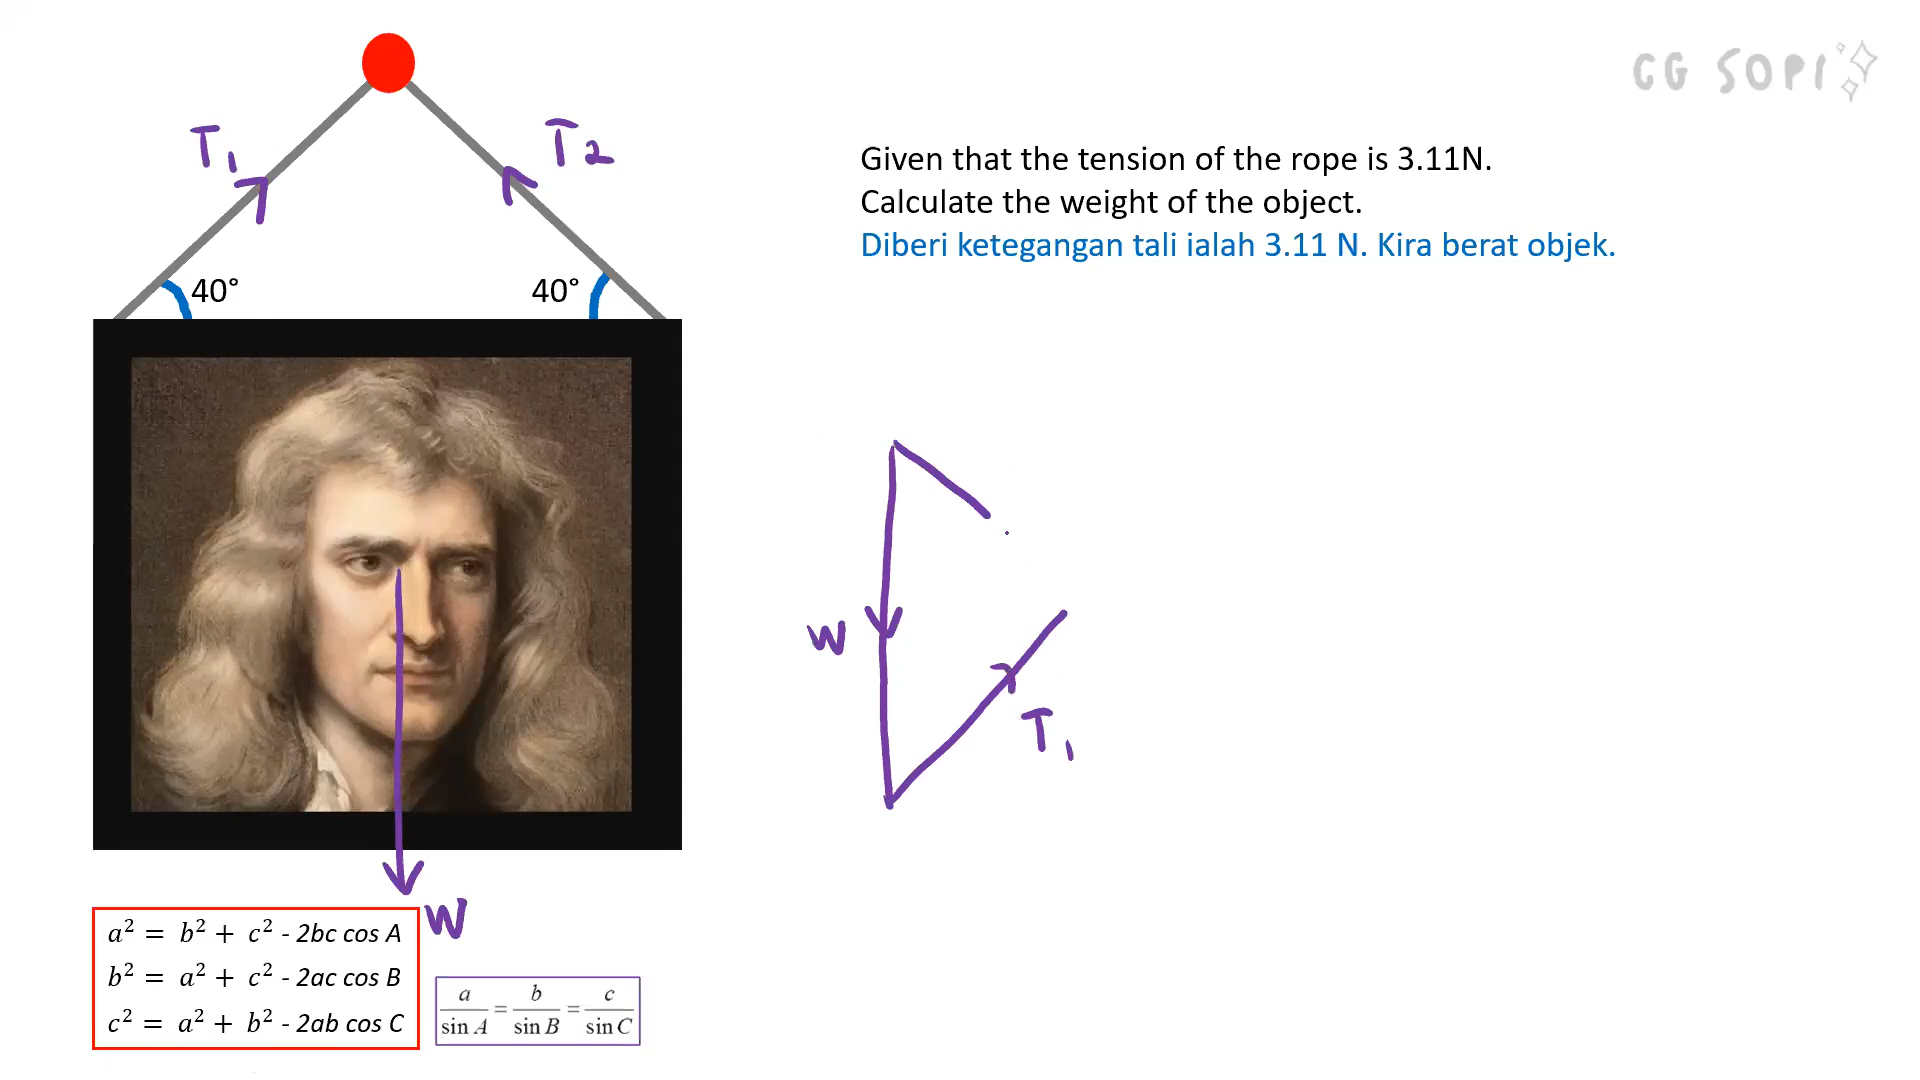 CG SOPI
T1
T2
Given that the tension of the rope is 3.11N.
Calculate the weight of the object.
Diberi ketegangan tali ialah 3.11 N. Kira berat objek.
40°
40°
W
T1
W
a² = b² + c² - 2bc cos A
b² = a² + c² - 2ac cos B
c² = a² + b² - 2ab cos C
a/sin A = b/sin B = c/sin C